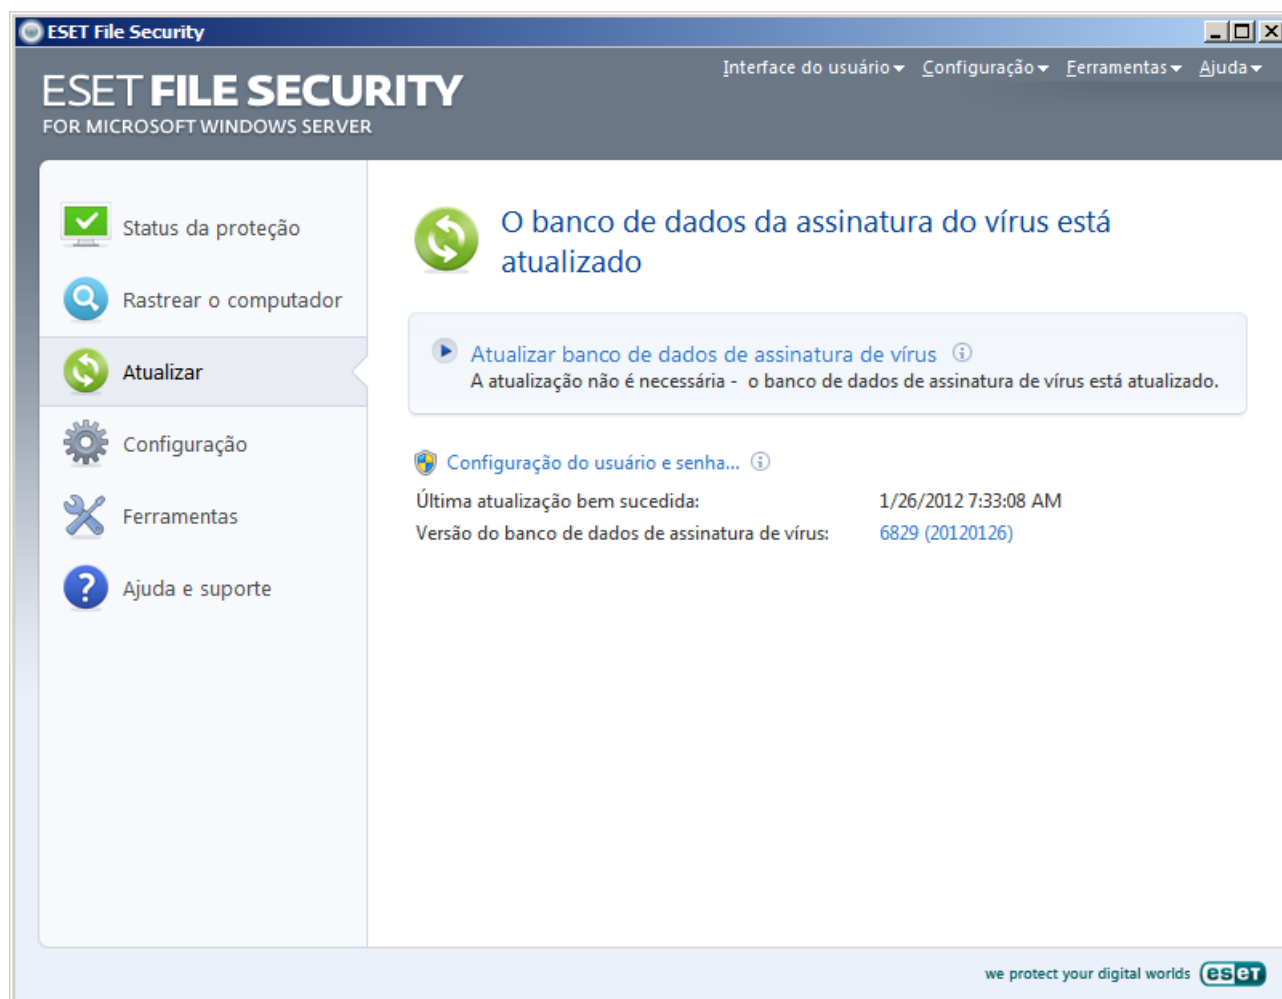 ESET File Security
ESET FILE SECURITY
FOR MICROSOFT WINDOWS SERVER
Interface do usuário Configuração Ferramentas Ajuda
Status da proteção
Rastrear o computador
Atualizar
Configuração
Ferramentas
Ajuda e suporte
O banco de dados da assinatura do vírus está
atualizado
Atualizar banco de dados de assinatura de vírus
A atualização não é necessária - o banco de dados de assinatura de vírus está atualizado.
Configuração do usuário e senha...
Última atualização bem sucedida: 1/26/2012 7:33:08 AM
Versão do banco de dados de assinatura de vírus: 6829 (20120126)
we protect your digital worlds eset